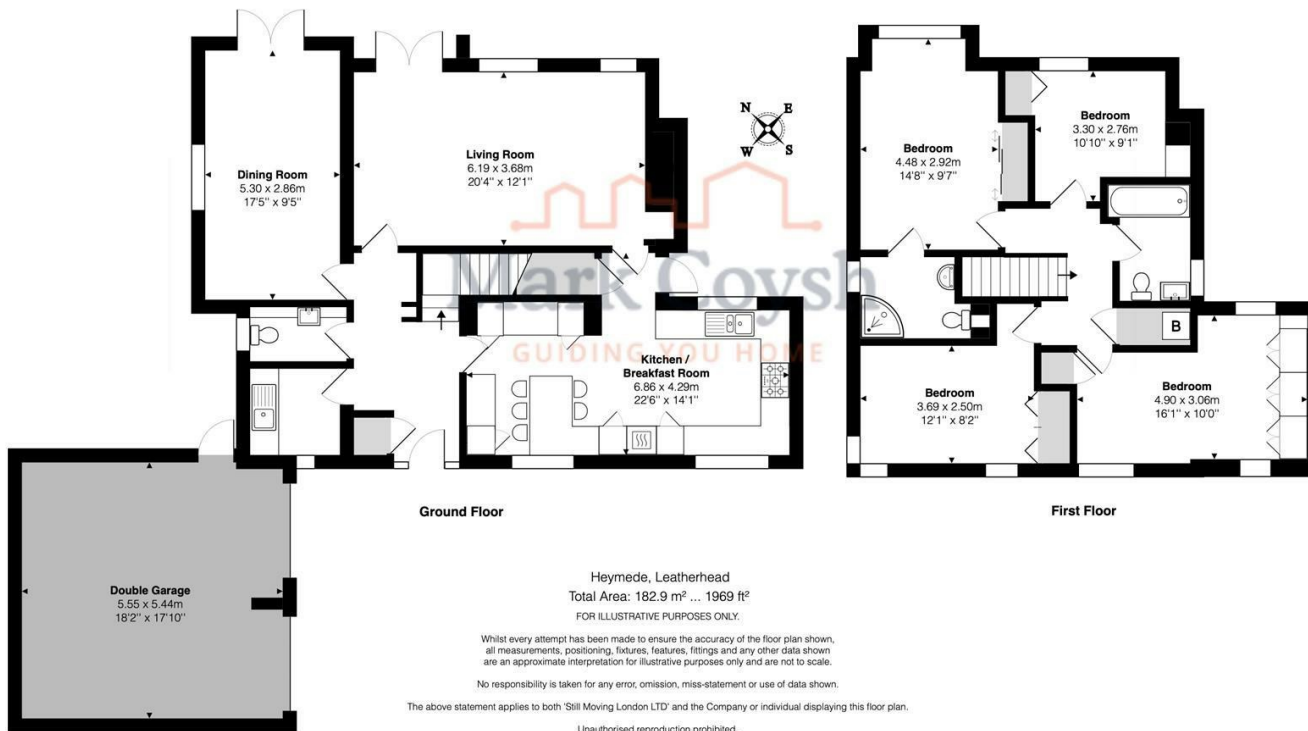 Dining Room
5.30 x 2.86m
17'5'' x 9'5''
Living Room
6.19 x 3.68m
20'4'' x 12'1''
N E
W S
Bedroom
4.48 x 2.92m
14'8'' x 9'7''
Bedroom
3.30 x 2.76m
10'10'' x 9'1''
Mark Coysh
GUIDING YOU HOME
Kitchen /
Breakfast Room
6.86 x 4.29m
22'6'' x 14'1''
B
Bedroom
3.69 x 2.50m
12'1'' x 8'2''
Bedroom
4.90 x 3.06m
16'1'' x 10'0''
Ground Floor
First Floor
Double Garage
5.55 x 5.44m
18'2'' x 17'10''
Heymede, Leatherhead
Total Area: 182.9 m² ... 1969 ft²
FOR ILLUSTRATIVE PURPOSES ONLY.
Whilst every attempt has been made to ensure the accuracy of the floor plan shown,
all measurements, positioning, fixtures, features, fittings and any other data shown
are an approximate interpretation for illustrative purposes only and are not to scale.
No responsibility is taken for any error, omission, miss-statement or use of data shown.
The above statement applies to both 'Still Moving London LTD' and the Company or individual displaying this floor plan.
Unauthorised reproduction prohibited.